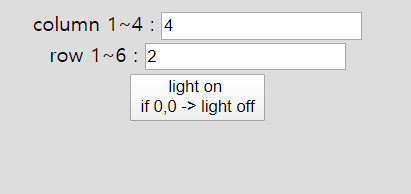 column 1~4 : 4
row 1~6 : 2
light on
if 0,0 -> light off